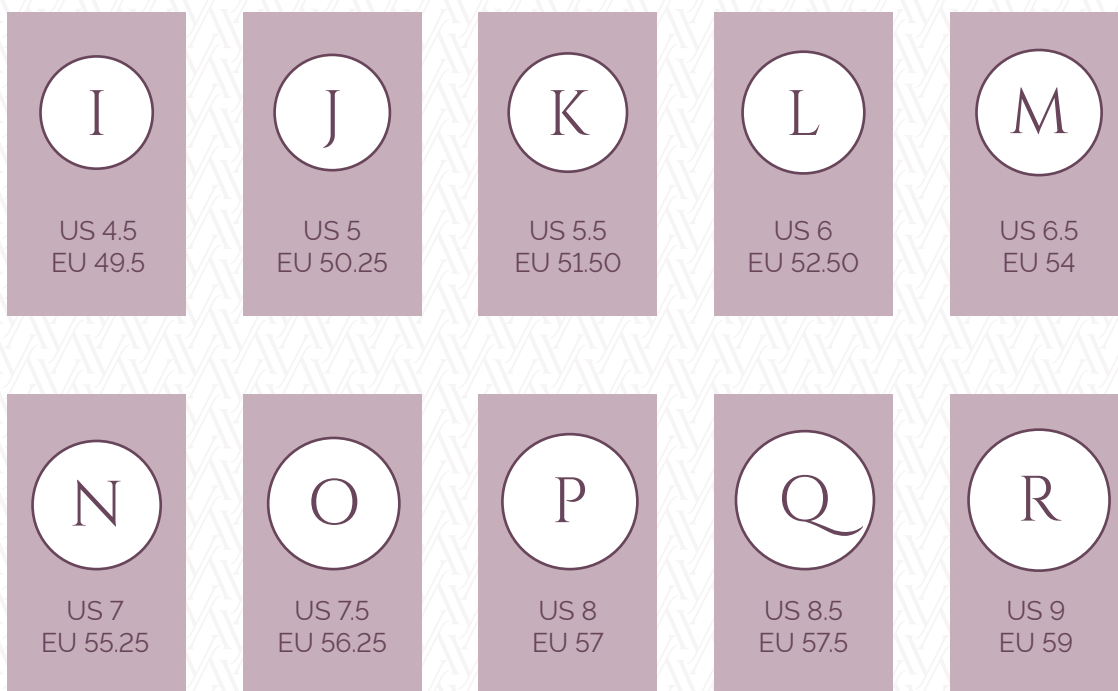 I
US 4.5
EU 49.5
J
US 5
EU 50.25
K
US 5.5
EU 51.50
L
US 6
EU 52.50
M
US 6.5
EU 54
N
US 7
EU 55.25
O
US 7.5
EU 56.25
P
US 8
EU 57
Q
US 8.5
EU 57.5
R
US 9
EU 59